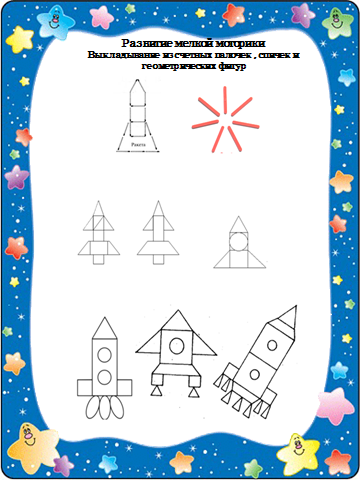 Развитие мелкой моторики
Выкладывание из счетных палочек , спичек и
геометрических фигур
Ракета